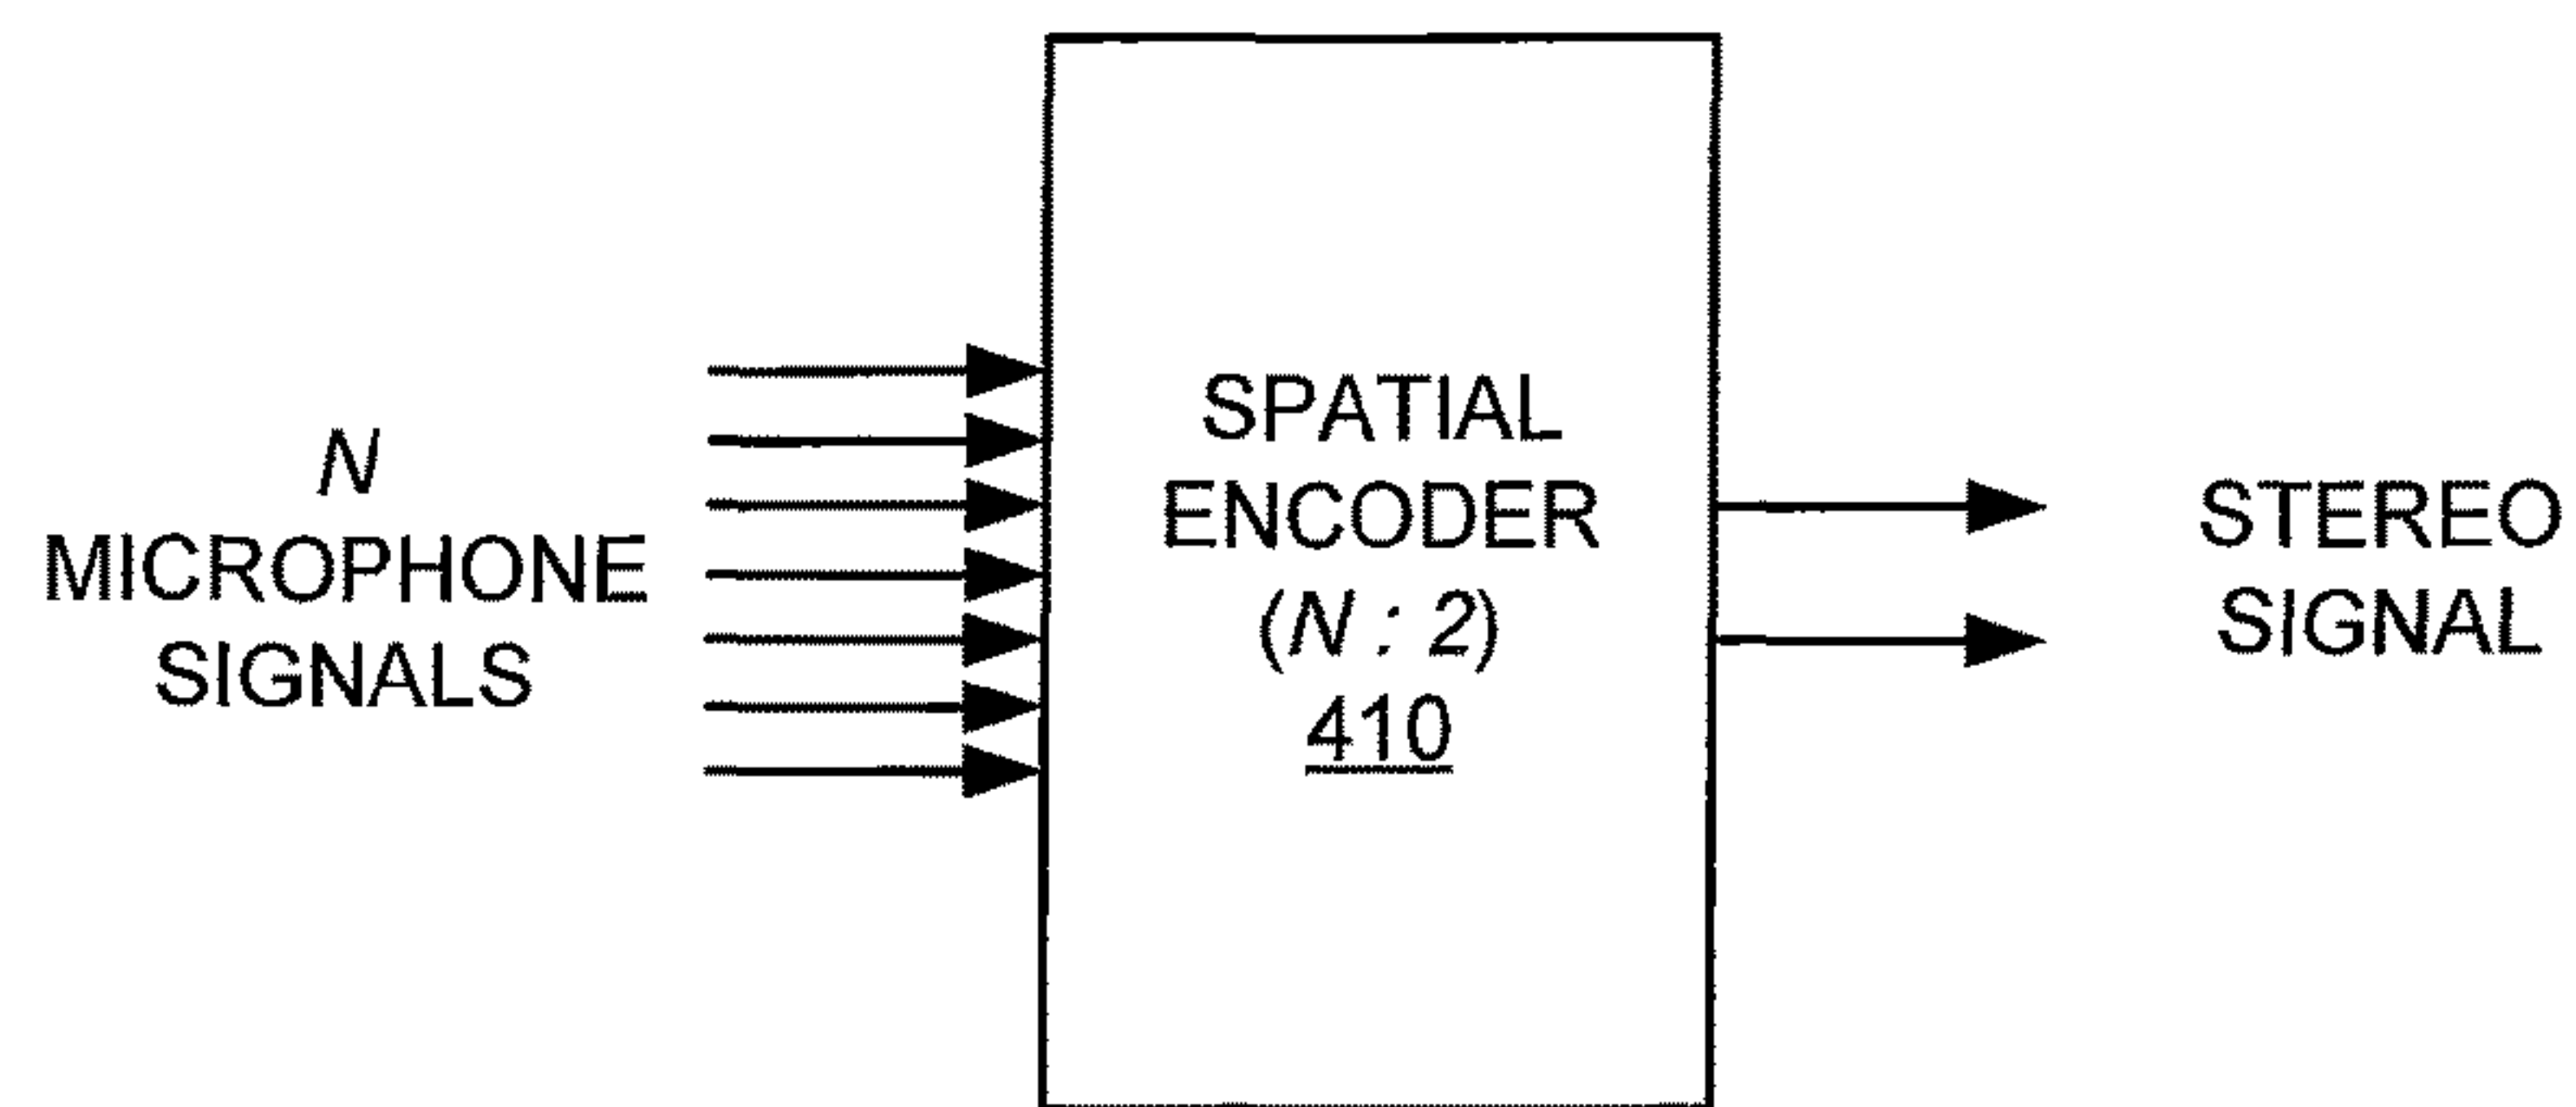 N
MICROPHONE
SIGNALS
SPATIAL
ENCODER
(N : 2)
410
STEREO
SIGNAL